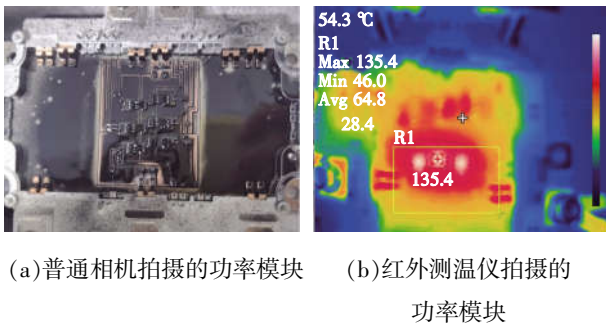 54.3 ℃
R1
Max 135.4
Min 46.0
Avg 64.8
28.4
R1
135.4
(a)普通相机拍摄的功率模块
(b)红外测温仪拍摄的
功率模块